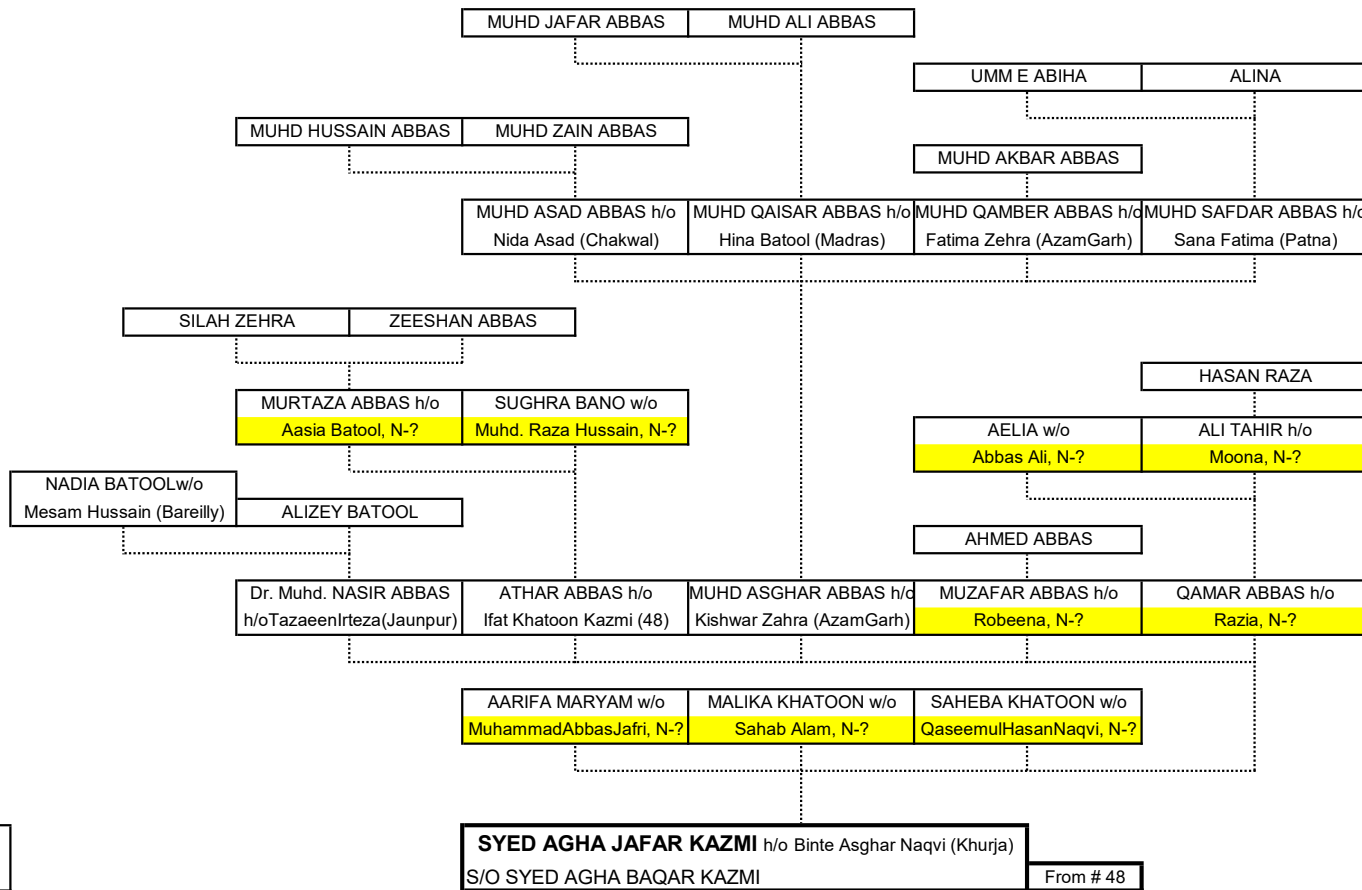 MUHD JAFAR ABBAS
MUHD ALI ABBAS
UMM E ABIHA
ALINA
MUHD HUSSAIN ABBAS
MUHD ZAIN ABBAS
MUHD AKBAR ABBAS
MUHD ASAD ABBAS h/o
Nida Asad (Chakwal)
MUHD QAISAR ABBAS h/o
Hina Batool (Madras)
MUHD QAMBER ABBAS h/o
Fatima Zehra (AzamGarh)
MUHD SAFDAR ABBAS h/o
Sana Fatima (Patna)
SILAH ZEHRA
ZEESHAN ABBAS
HASAN RAZA
MURTAZA ABBAS h/o
Aasia Batool, N-?
SUGHRA BANO w/o
Muhd. Raza Hussain, N-?
AELIA w/o
Abbas Ali, N-?
ALI TAHIR h/o
Moona, N-?
NADIA BATOOLw/o
Mesam Hussain (Bareilly)
ALIZEY BATOOL
AHMED ABBAS
Dr. Muhd. NASIR ABBAS
h/oTazaeenIrteza(Jaunpur)
ATHAR ABBAS h/o
Ifat Khatoon Kazmi (48)
MUHD ASGHAR ABBAS h/o
Kishwar Zahra (AzamGarh)
MUZAFAR ABBAS h/o
Robeena, N-?
QAMAR ABBAS h/o
Razia, N-?
AARIFA MARYAM w/o
MuhammadAbbasJafri, N-?
MALIKA KHATOON w/o
Sahab Alam, N-?
SAHEBA KHATOON w/o
QaseemulHasanNaqvi, N-?
SYED AGHA JAFAR KAZMI h/o Binte Asghar Naqvi (Khurja)
S/O SYED AGHA BAQAR KAZMI
From # 48